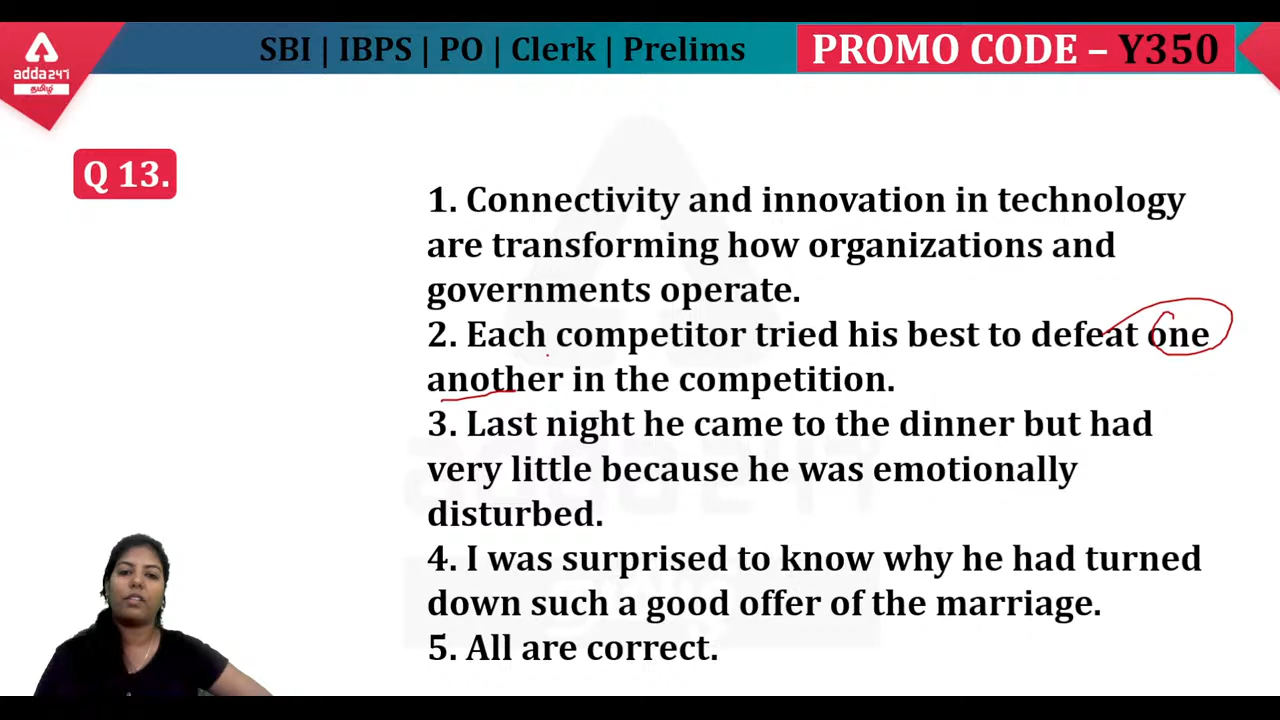 SBI | IBPS | PO | Clerk | Prelims
PROMO CODE – Y350
adda247
தமிழ்
Q 13.
1. Connectivity and innovation in technology
are transforming how organizations and
governments operate.
2. Each competitor tried his best to defeat one
another in the competition.
3. Last night he came to the dinner but had
very little because he was emotionally
disturbed.
4. I was surprised to know why he had turned
down such a good offer of the marriage.
5. All are correct.